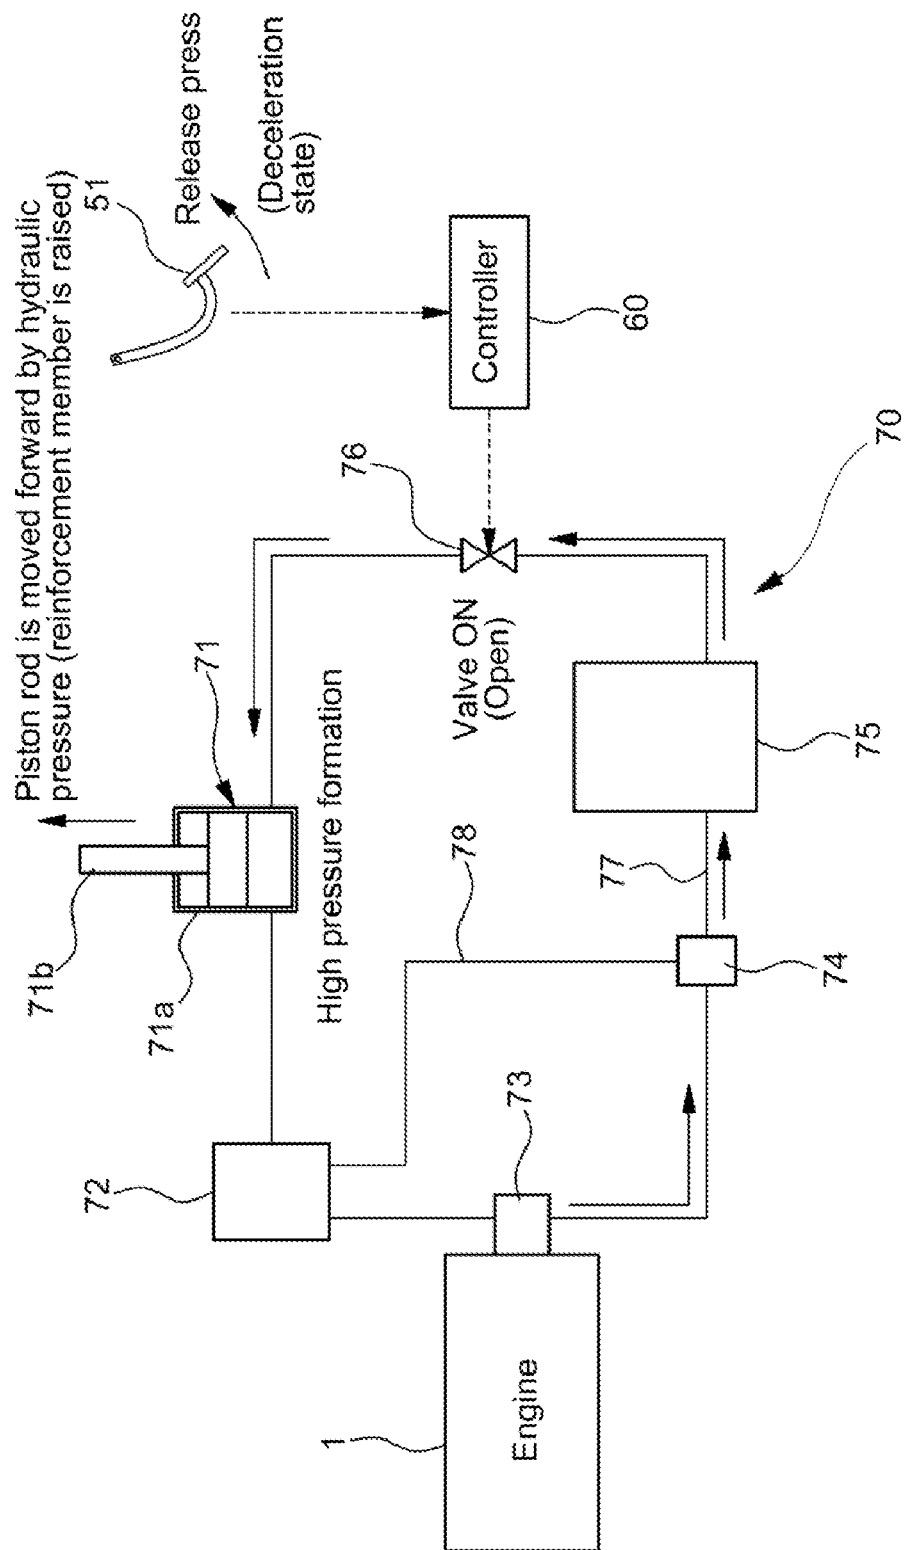 Piston rod is moved forward by hydraulic
pressure (reinforcement member is raised)
51
Release press
(Deceleration
state)
71b
71a
71
High pressure formation
76
Valve ON
(Open)
Controller
60
72
78
73
77
74
75
70
1
Engine